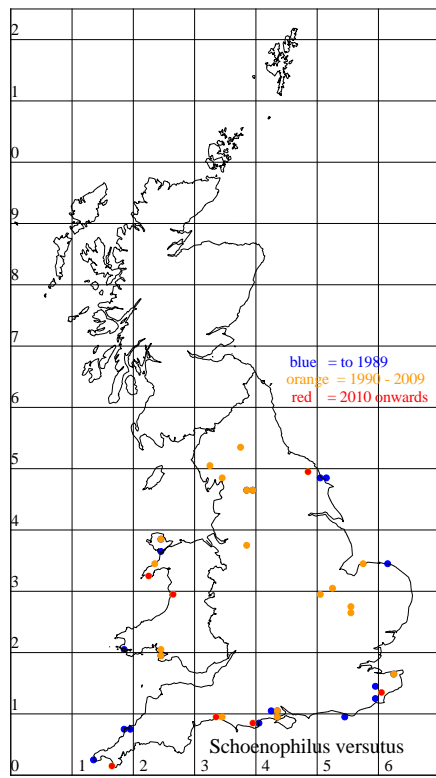 2
1
0
9
8
7
blue = to 1989
orange = 1990 - 2009
red = 2010 onwards
6
5
4
3
2
1
Schoenophilus versutus
0 1 2 3 4 5 6